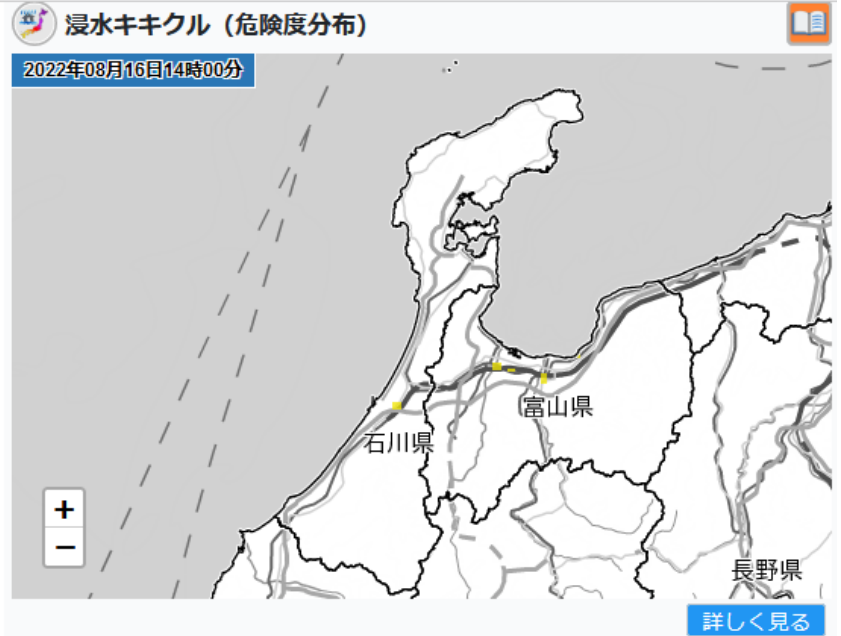 浸水キキクル（危険度分布）
2022年08月16日14時00分
富山県
石川県
+
−
長野県
詳しく見る